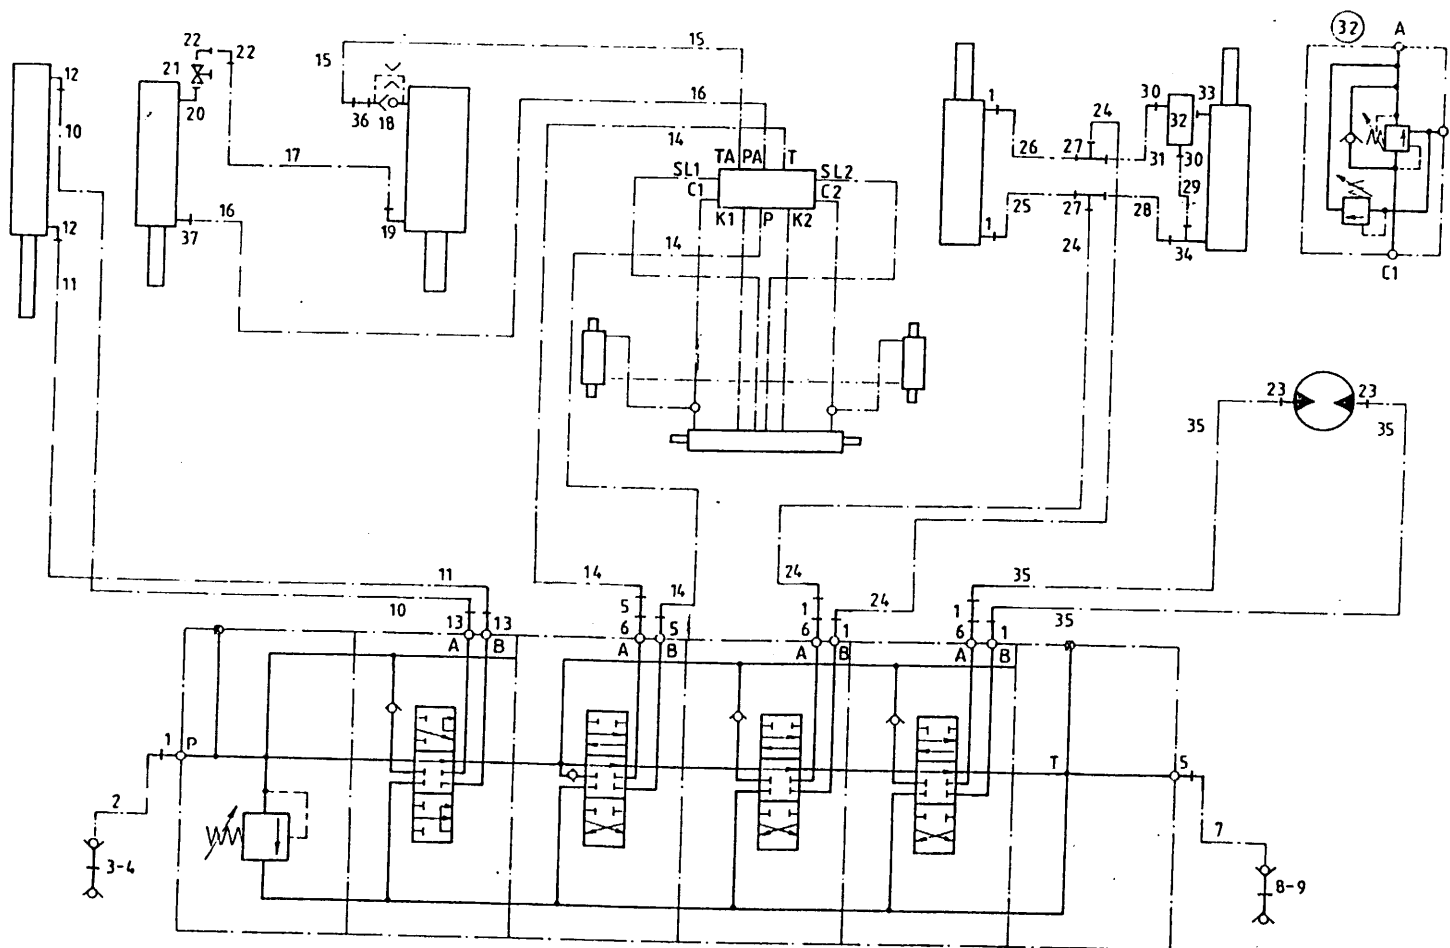 22 22 15 32 A
12 21 15
20 36 18 16 1 30 24 33
10 14 32
17 TA PA T 26 27 31 30
SL1 SL2
C1 C2 29
16 K1 P K2 25 27 28
12 37 19 14 1 24 34
11 C1
23 23
35 35
11 14 24 35
10 14 24
13 13 5 1 1 35
6 5 6 1 6 1
A B A B A B A B
1 P T 5
2
7
3-4
8-9